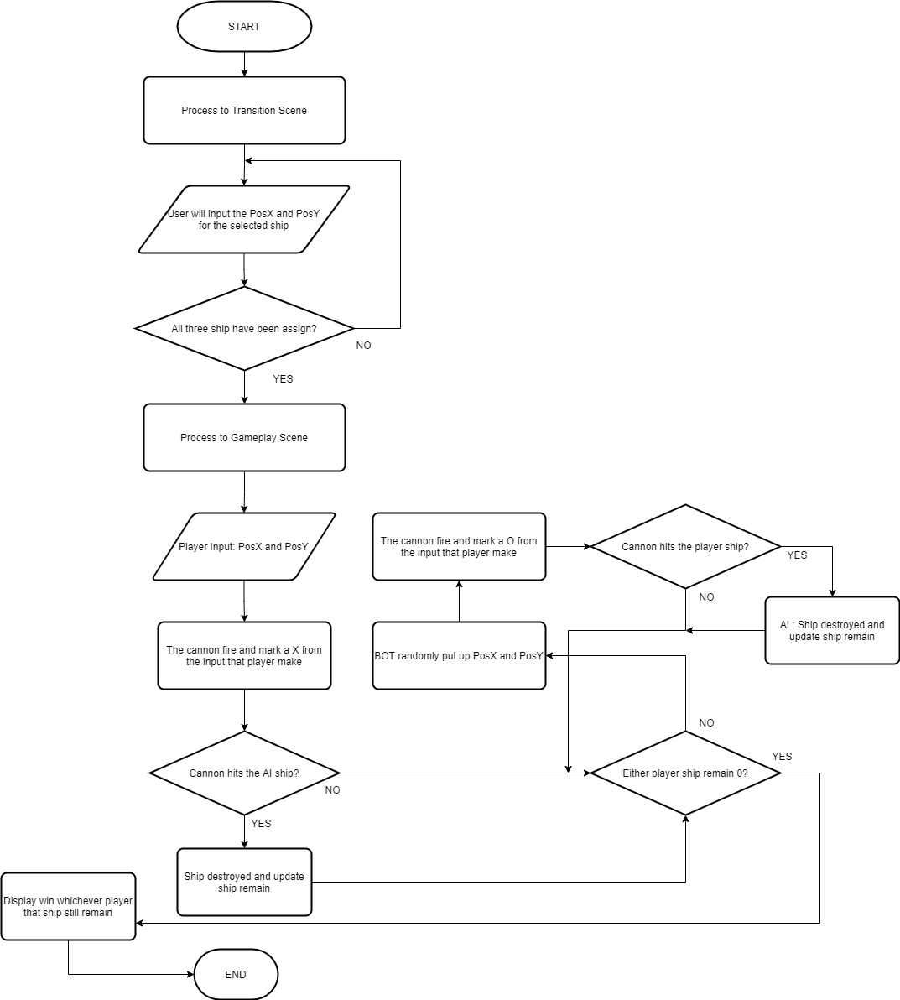 START
Process to Transition Scene
User will input the PosX and PosY
for the selected ship
All three ship have been assign?
NO
YES
Process to Gameplay Scene
Player Input: PosX and PosY
The cannon fire and mark a O from
the input that player make
Cannon hits the player ship?
YES
NO
AI : Ship destroyed and
update ship remain
The cannon fire and mark a X from
the input that player make
BOT randomly put up PosX and PosY
NO
YES
Cannon hits the AI ship?
NO
Either player ship remain 0?
YES
Ship destroyed and update
ship remain
Display win whichever player
that ship still remain
END